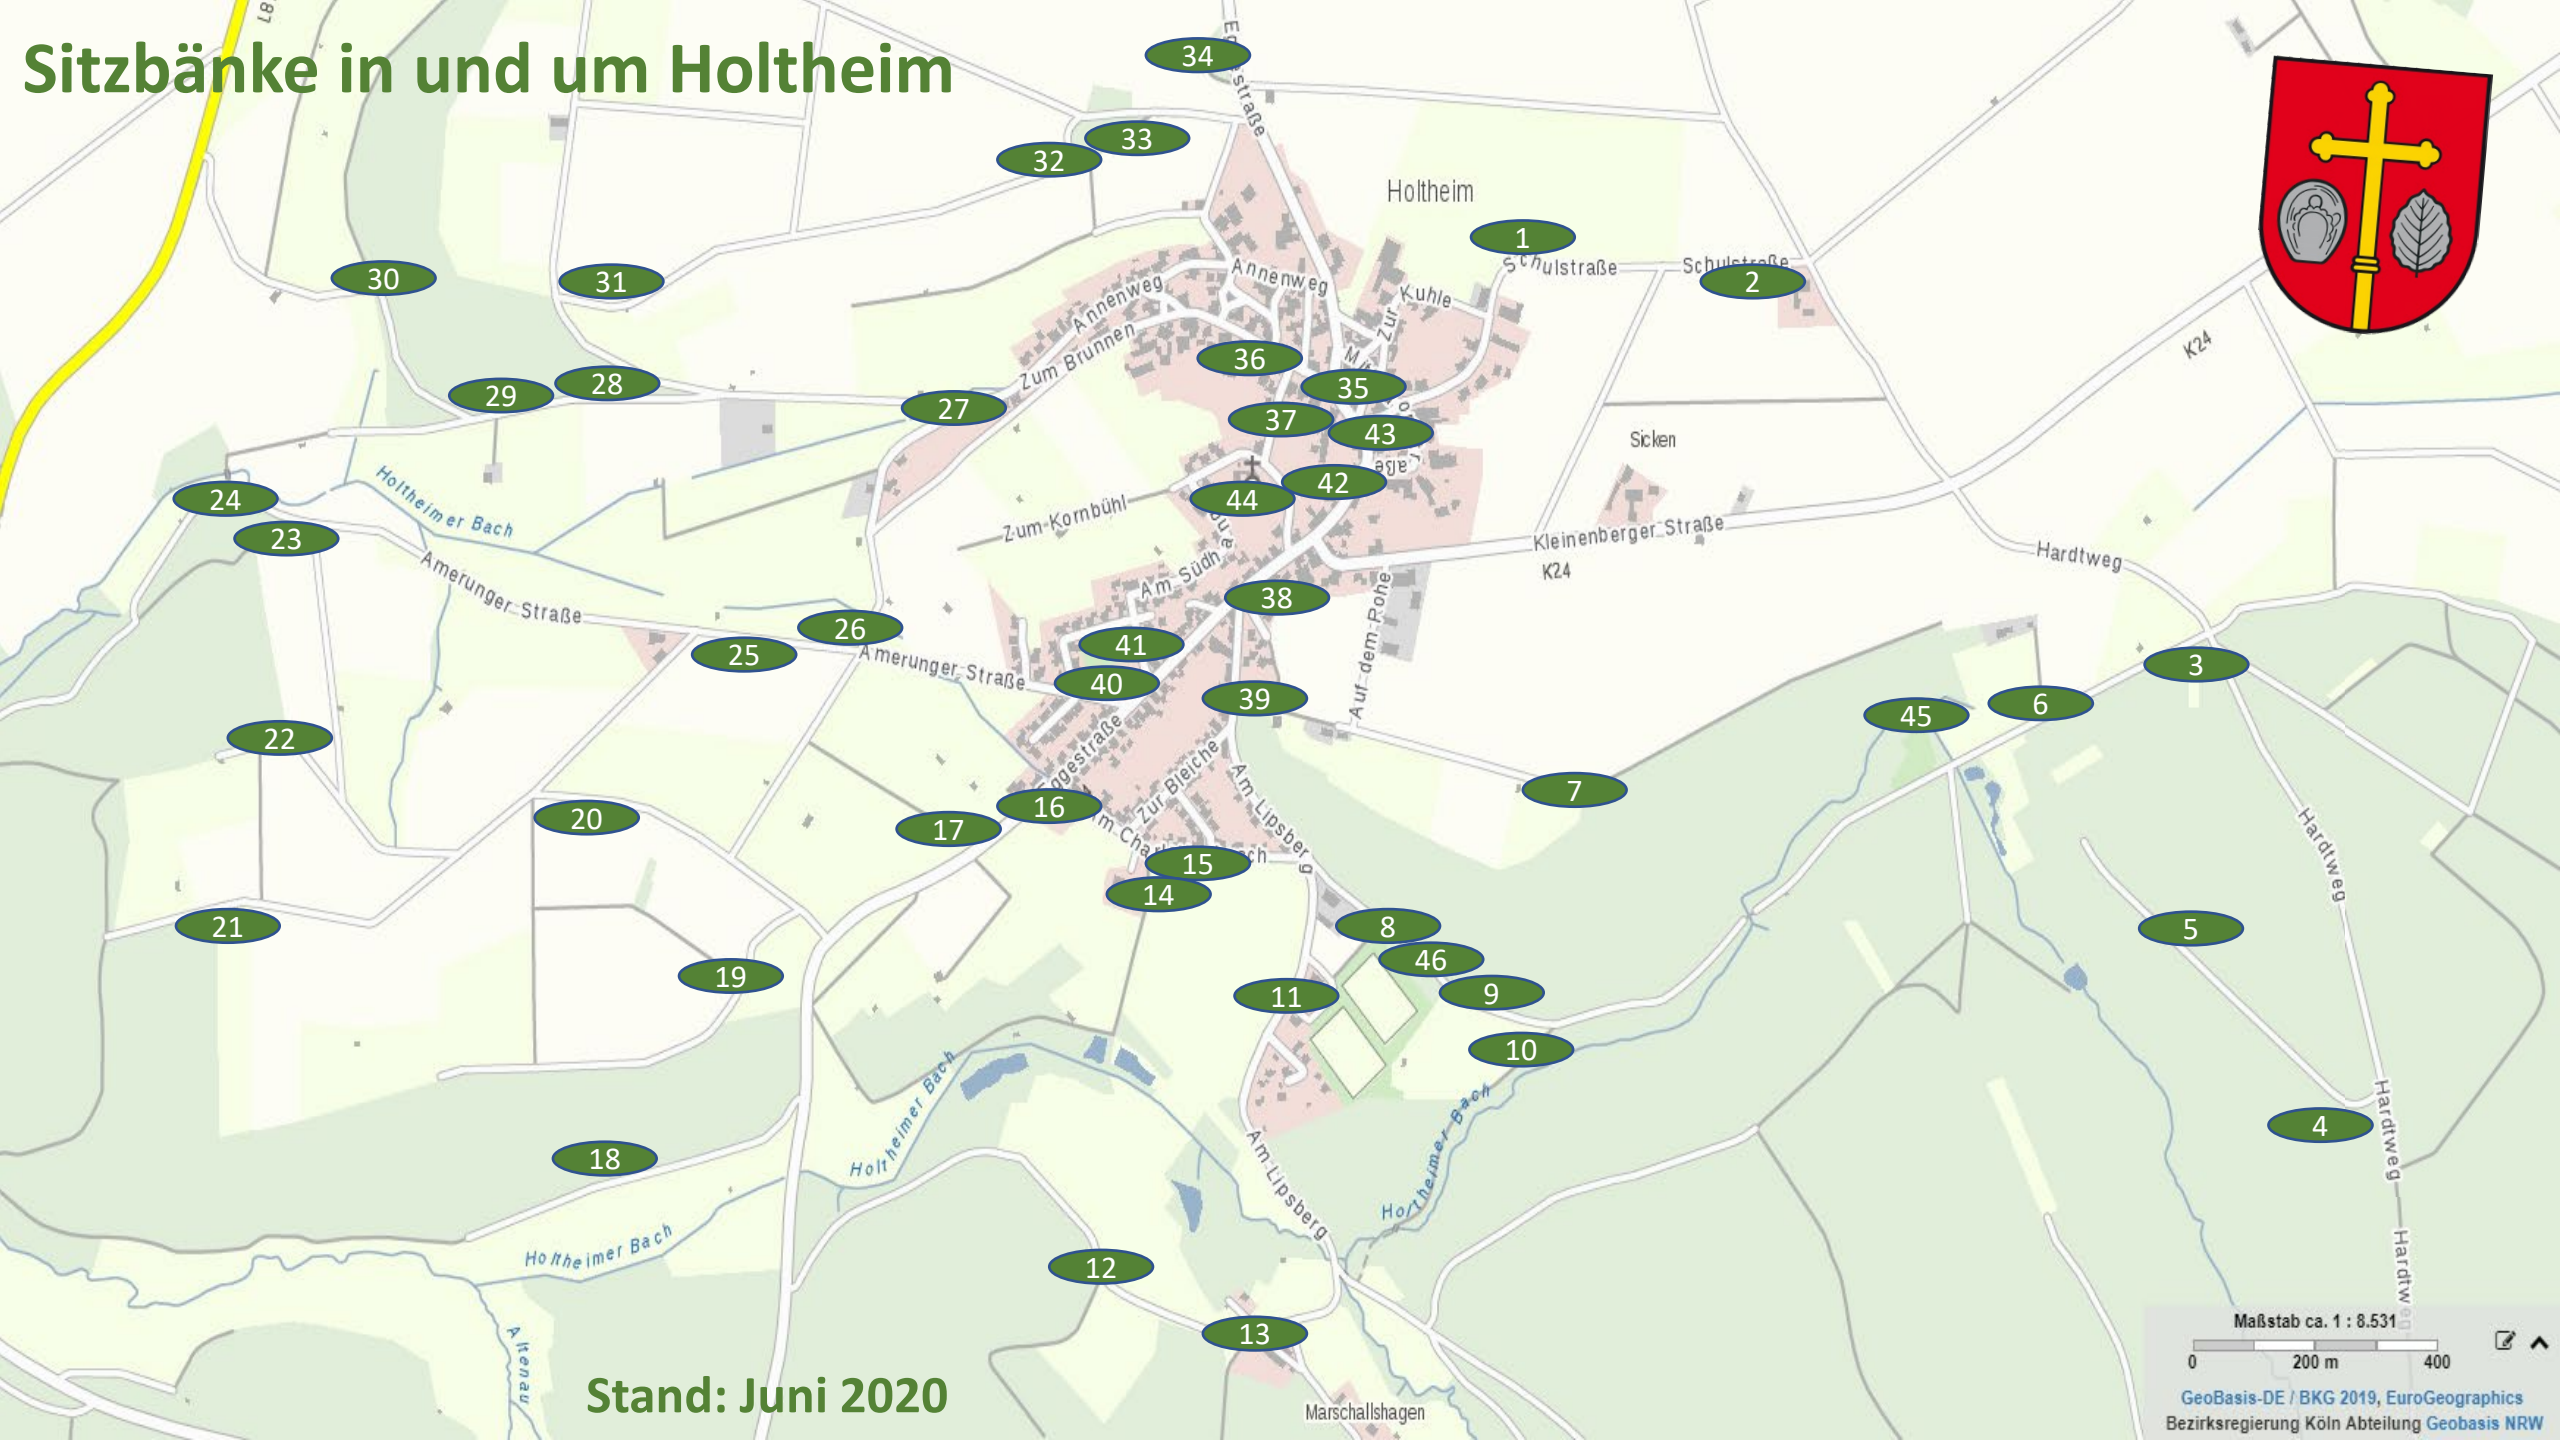 L8
Sitzbänke in und um Holtheim
34
33
32
Holtheim
1
Schulstraße
Schulstraße
2
30
31
Annenweg
Annenweg
Kuhle
Zur
Zum Brunnen
K24
36
35
28
29
27
37
43
Sicken
aße
42
24
44
Holtheimer Bach
Zum-Kornbühl
23
Kleinenberger Straße
K24
Hardtweg
Amerunger Straße
Am Südh
38
26
41
25
Amerunger Straße
40
39
Auf dem Pohe
3
6
45
22
Eggestraße
Zur Bleiche
Am Lipsberg
7
16
20
17
Hardtweg
15
14
21
8
5
46
19
11
9
10
Holtheimer Bach
Holtheimer Bach
Hardtweg
4
18
Am Lipsberg
Holtheimer Bach
Hardtw
12
13
Altenau
Stand: Juni 2020
Marschallshagen
Maßstab ca. 1 : 8.531
0 200 m 400
GeoBasis-DE / BKG 2019, EuroGeographics
Bezirksregierung Köln Abteilung Geobasis NRW